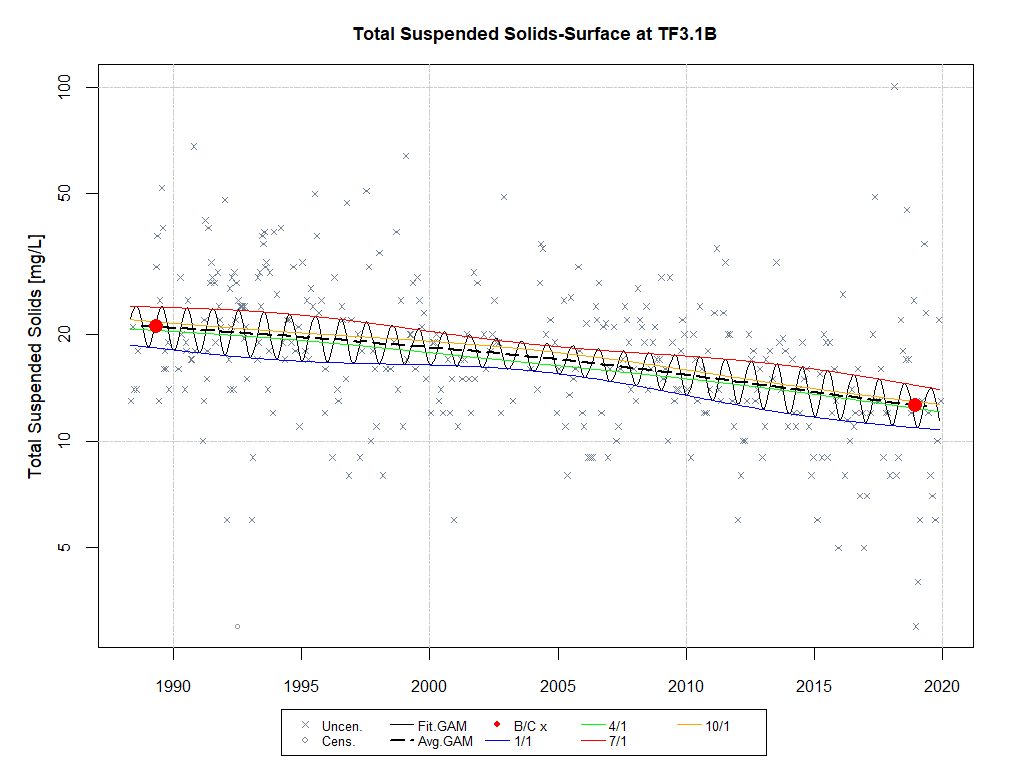 Total Suspended Solids-Surface at TF3.1B
Total Suspended Solids [mg/L]
100
50
20
10
5
1990 1995 2000 2005 2010 2015 2020
Uncen. Fit.GAM B/C x 4/1 10/1
Cens. Avg.GAM 1/1 7/1